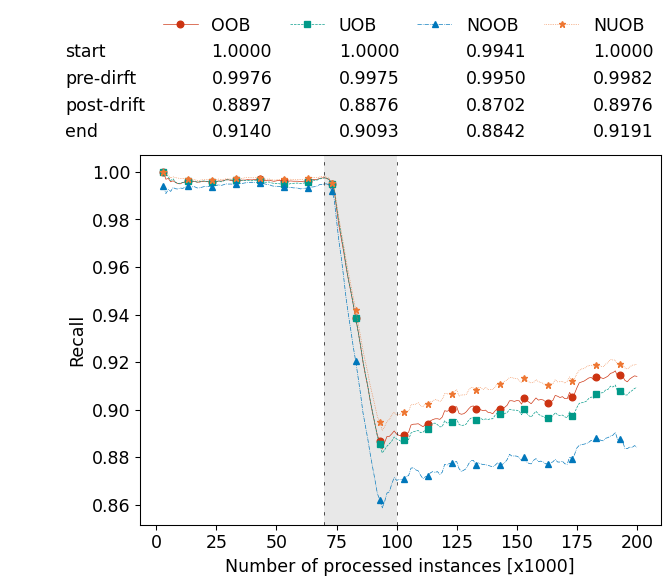 OOB UOB NOOB NUOB
start 1.0000 1.0000 0.9941 1.0000
pre-dirft 0.9976 0.9975 0.9950 0.9982
post-drift 0.8897 0.8876 0.8702 0.8976
end 0.9140 0.9093 0.8842 0.9191
1.00
0.98
0.96
0.94
0.92
0.90
0.88
0.86
Recall
0 25 50 75 100 125 150 175 200
Number of processed instances [x1000]